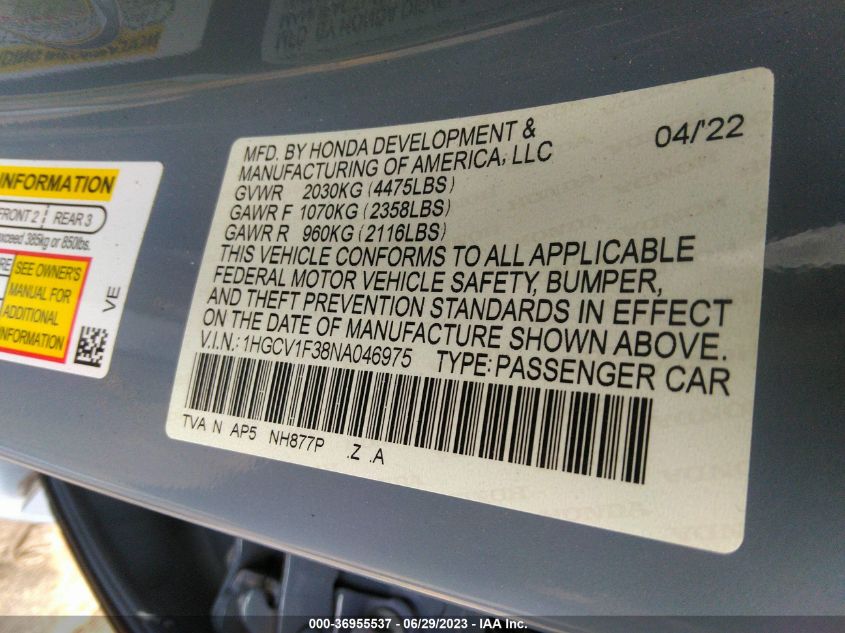 MFD. BY HONDA DEVELOPMENT &
MANUFACTURING OF AMERICA, LLC
04/'22
GVWR 2030KG (4475LBS)
GAWR F 1070KG (2358LBS)
GAWR R 960KG (2116LBS)
THIS VEHICLE CONFORMS TO ALL APPLICABLE
FEDERAL MOTOR VEHICLE SAFETY, BUMPER,
AND THEFT PREVENTION STANDARDS IN EFFECT
ON THE DATE OF MANUFACTURE SHOWN ABOVE.
V.I.N.: 1HGCV1F38NA046975 TYPE: PASSENGER CAR
TVA N AP5 NH877P .Z .A
INFORMATION
FRONT 2 REAR 3
exceed 385kg or 850lbs.
SEE OWNER'S
MANUAL FOR
ADDITIONAL
INFORMATION
VE
000-36955537 - 06/29/2023 - IAA Inc.